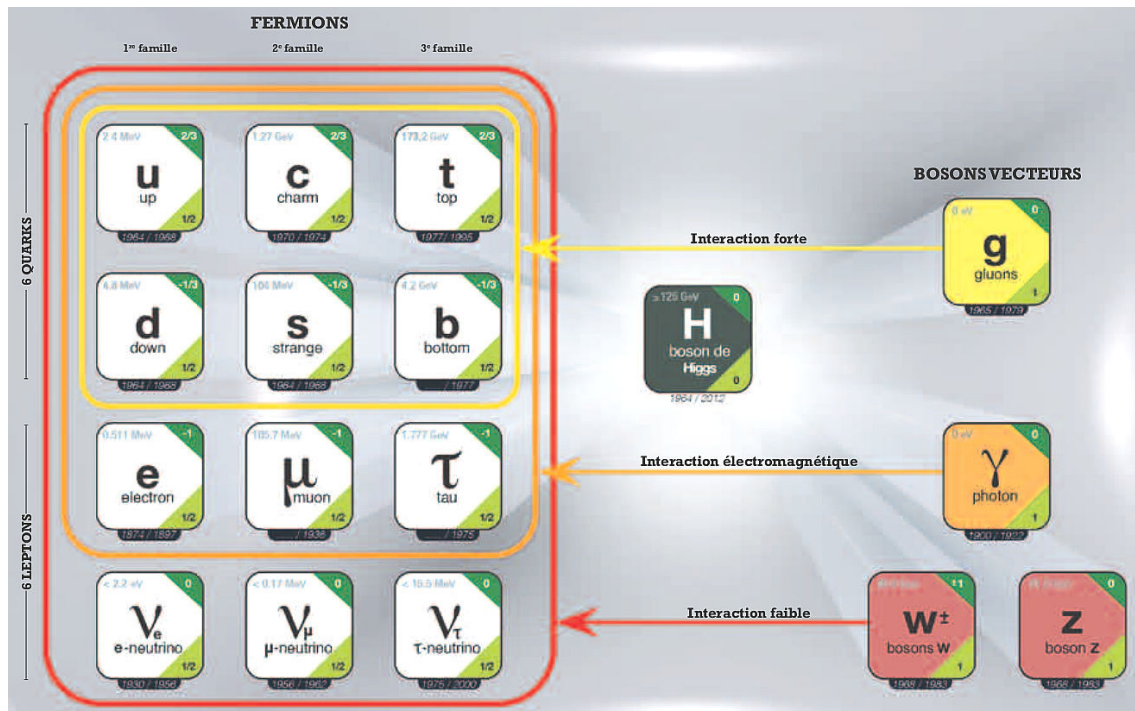 FERMIONS
1re famille
2e famille
3e famille
6 QUARKS
2.4 MeV
2/3
u
up
1/2
1964 / 1968
1.27 GeV
2/3
c
charm
1/2
1970 / 1974
173,2 GeV
2/3
t
top
1/2
1977/ 1995
BOSONS VECTEURS
0 eV
0
g
gluons
1
1965 / 1979
Interaction forte
4.8 MeV
-1/3
d
down
1/2
1964 / 1968
-1/3
s
strange
1/2
1964 / 1968
4.2 GeV
-1/3
b
bottom
1/2
/ 1977
≥ 125 GeV
0
H
boson de
Higgs
0
1964 / 2012
6 LEPTONS
0.511 MeV
-1
e
electron
1/2
1874 / 1897
105.7 MeV
-1
μ
muon
1/2
/ 1936
1.777 GeV
-1
τ
tau
1/2
/ 1975
Interaction électromagnétique
0 eV
0
γ
photon
1
1900 / 1922
< 2.2 eV
0
νe
e-neutrino
1/2
1930 / 1956
< 0.17 MeV
0
νμ
μ-neutrino
1/2
1956 / 1962
0
ντ
τ-neutrino
1/2
1975 / 2000
Interaction faible
±1
W±
bosons W
1
1968 / 1983
0
Z
boson Z
1
1968 / 1983